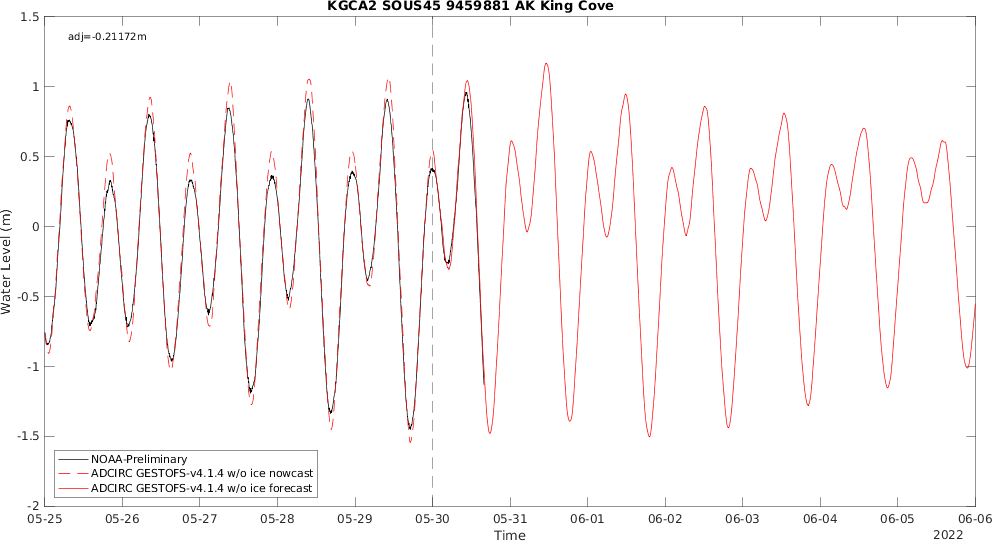 KGCA2 SOUS45 9459881 AK King Cove
adj=-0.21172m
1.5
1
0.5
0
-0.5
-1
-1.5
-2
Water Level (m)
NOAA-Preliminary
ADCIRC GESTOFS-v4.1.4 w/o ice nowcast
ADCIRC GESTOFS-v4.1.4 w/o ice forecast
05-25 05-26 05-27 05-28 05-29 05-30 05-31 06-01 06-02 06-03 06-04 06-05 06-06
Time
2022